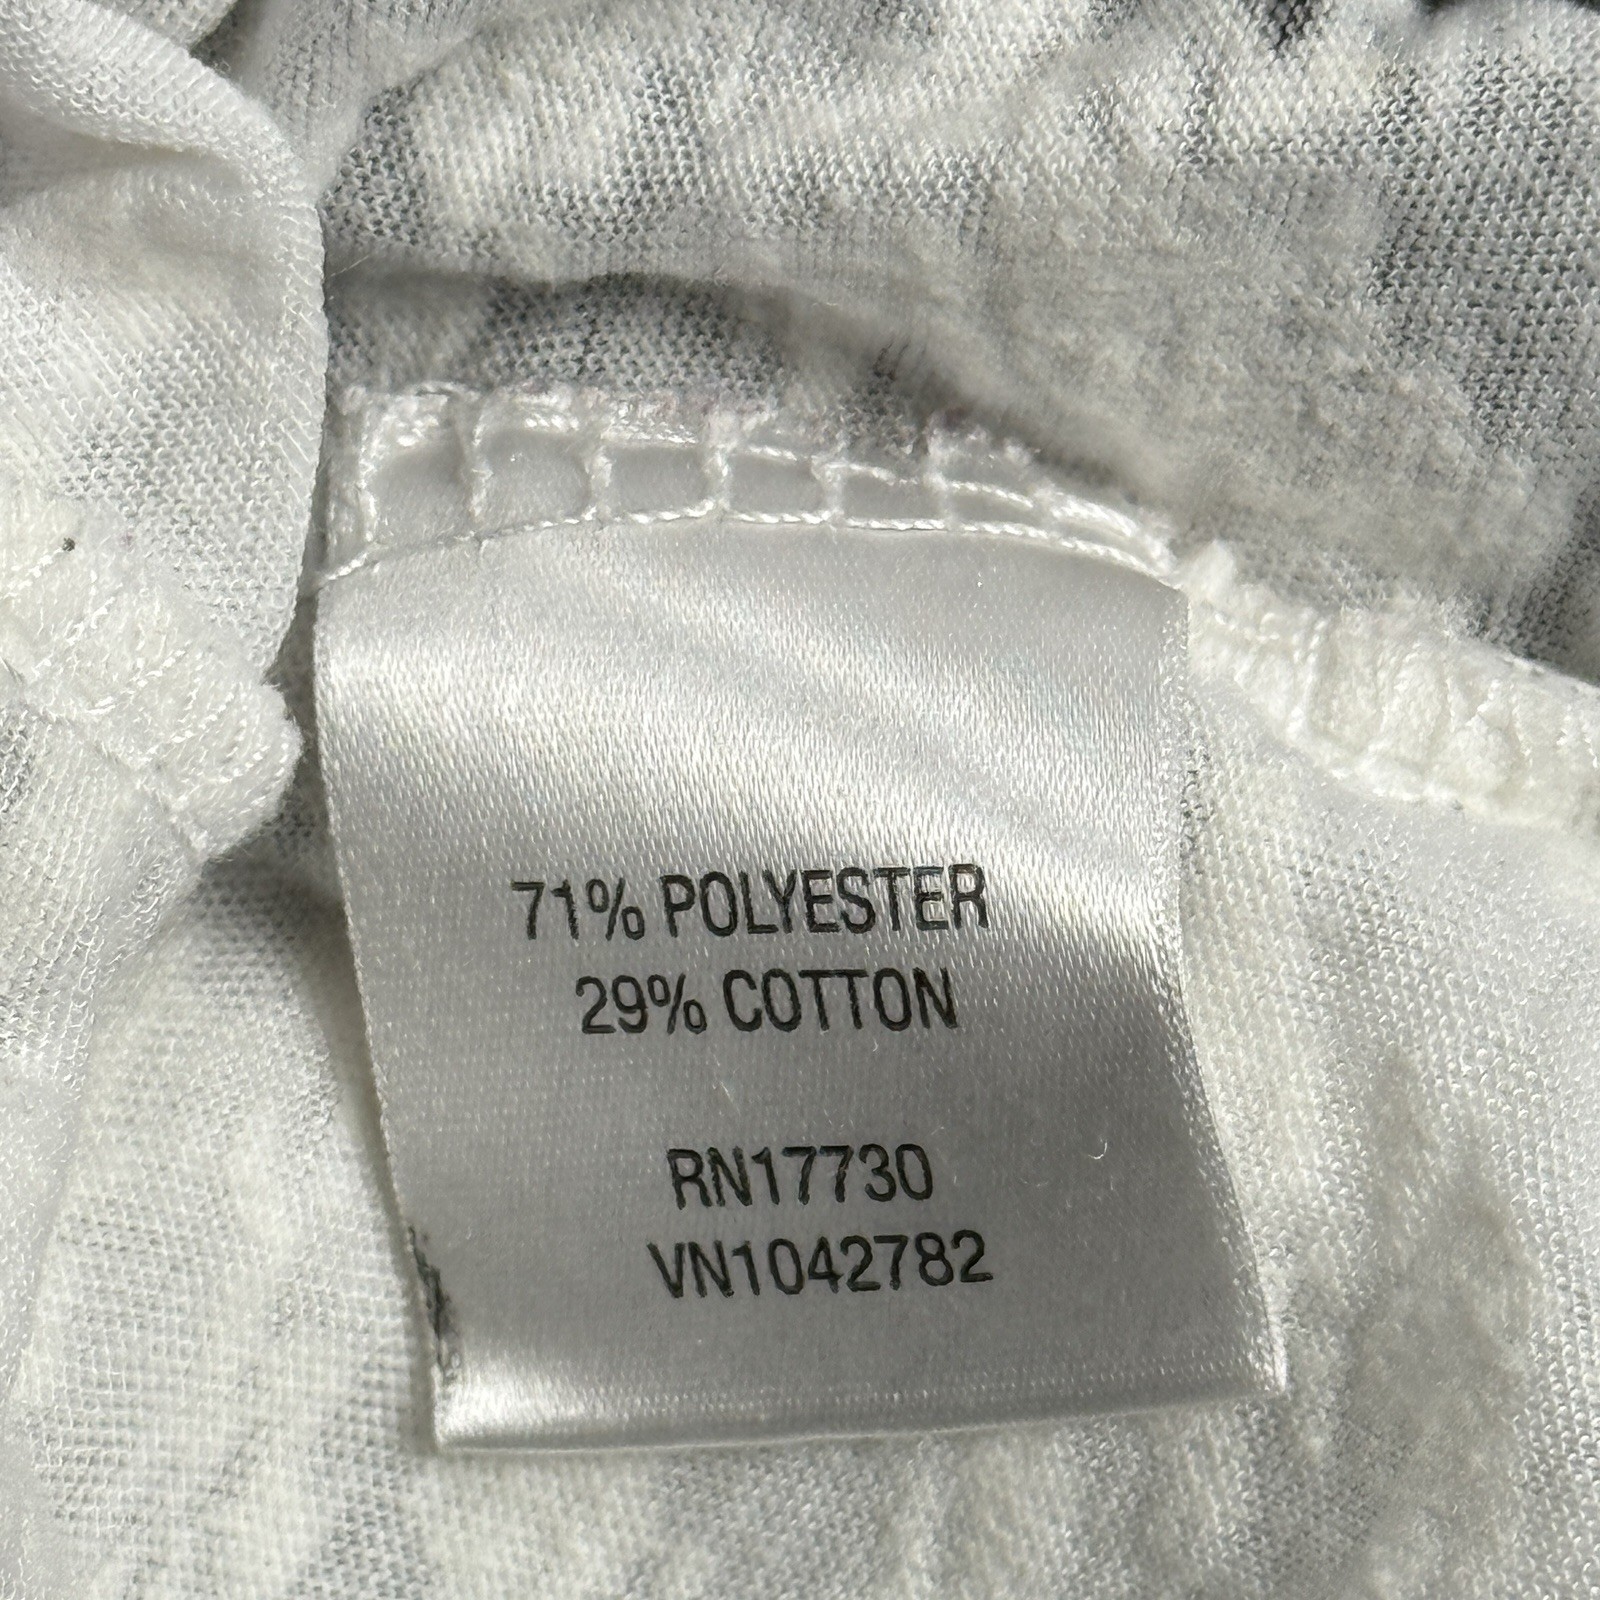 71% POLYESTER
29% COTTON
RN17730
VN1042782